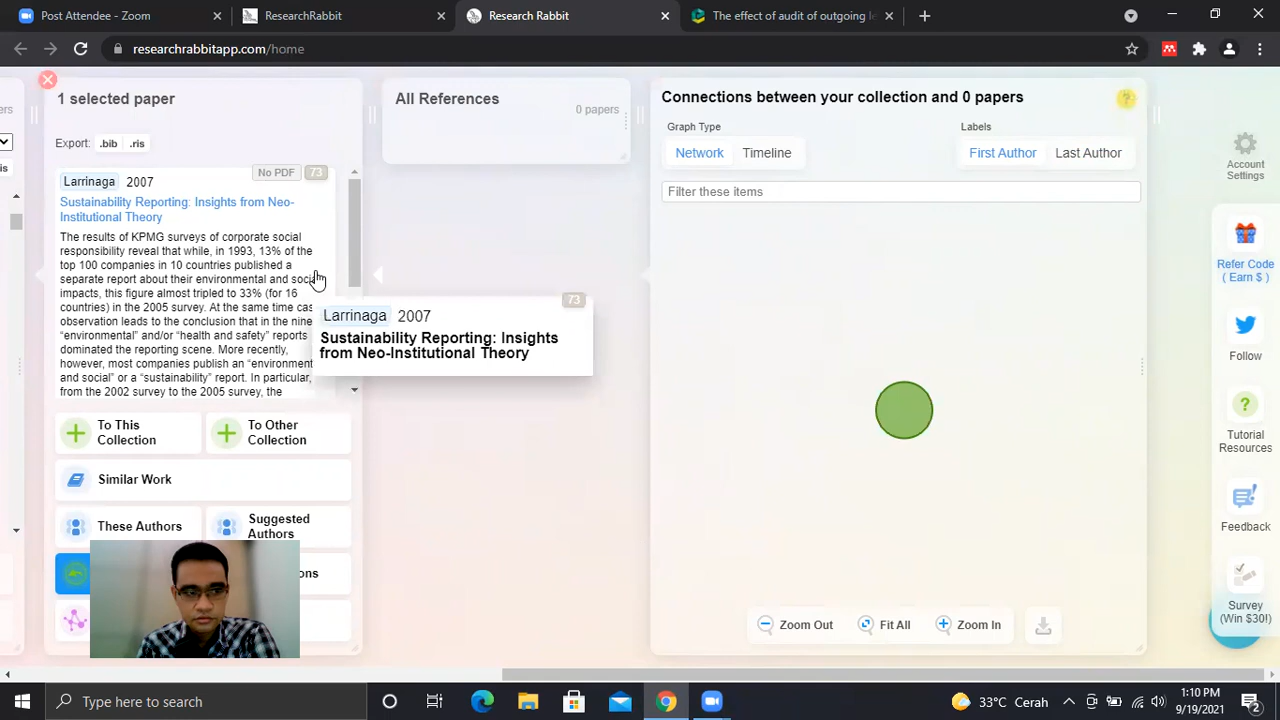 Post Attendee - Zoom
ResearchRabbit
Research Rabbit
The effect of audit of outgoing le
researchrabbitapp.com/home
ers
is
1 selected paper
Export: .bib .ris
No PDF 73
Larrinaga 2007
Sustainability Reporting: Insights from Neo-
Institutional Theory
The results of KPMG surveys of corporate social
responsibility reveal that while, in 1993, 13% of the
top 100 companies in 10 countries published a
separate report about their environmental and social
impacts, this figure almost tripled to 33% (for 16
countries) in the 2005 survey. At the same time cas
observation leads to the conclusion that in the nine
“environmental” and/or “health and safety” reports
dominated the reporting scene. More recently,
however, most companies publish an “environment
and social” or a “sustainability” report. In particular,
from the 2002 survey to the 2005 survey, the
To This
Collection
To Other
Collection
Similar Work
These Authors
Suggested
Authors
ons
All References
0 papers
73
Larrinaga 2007
Sustainability Reporting: Insights
from Neo-Institutional Theory
Connections between your collection and 0 papers
?
Graph Type
Labels
Network Timeline
First Author Last Author
Filter these items
Zoom Out
Fit All
Zoom In
Account
Settings
Refer Code
( Earn $ )
Follow
?
Tutorial
Resources
Feedback
Survey
(Win $30!)
Type here to search
33°C Cerah
1:10 PM
9/19/2021
2